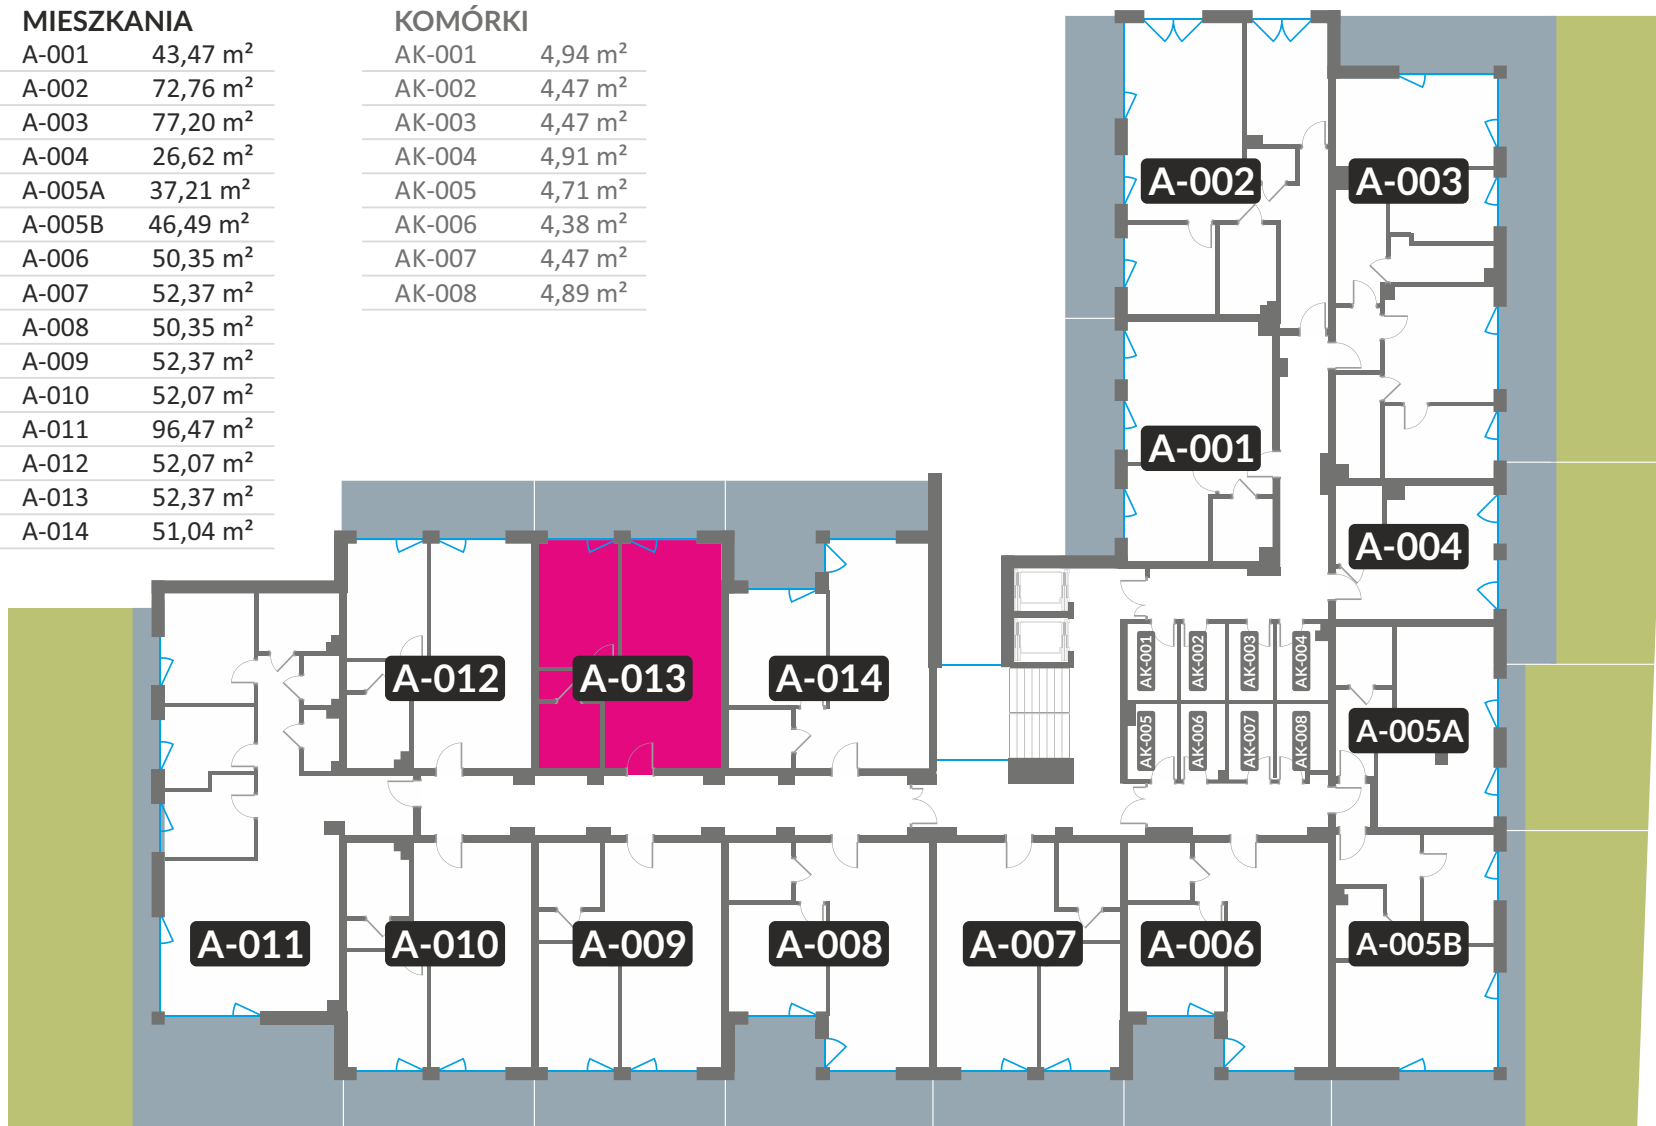 MIESZKANIA
A-001 43,47 m²
A-002 72,76 m²
A-003 77,20 m²
A-004 26,62 m²
A-005A 37,21 m²
A-005B 46,49 m²
A-006 50,35 m²
A-007 52,37 m²
A-008 50,35 m²
A-009 52,37 m²
A-010 52,07 m²
A-011 96,47 m²
A-012 52,07 m²
A-013 52,37 m²
A-014 51,04 m²
KOMÓRKI
AK-001 4,94 m²
AK-002 4,47 m²
AK-003 4,47 m²
AK-004 4,91 m²
AK-005 4,71 m²
AK-006 4,38 m²
AK-007 4,47 m²
AK-008 4,89 m²
A-002
A-003
A-001
A-004
A-012
A-013
A-014
AK-001
AK-002
AK-003
AK-004
AK-005
AK-006
AK-007
AK-008
A-005A
A-011
A-010
A-009
A-008
A-007
A-006
A-005B